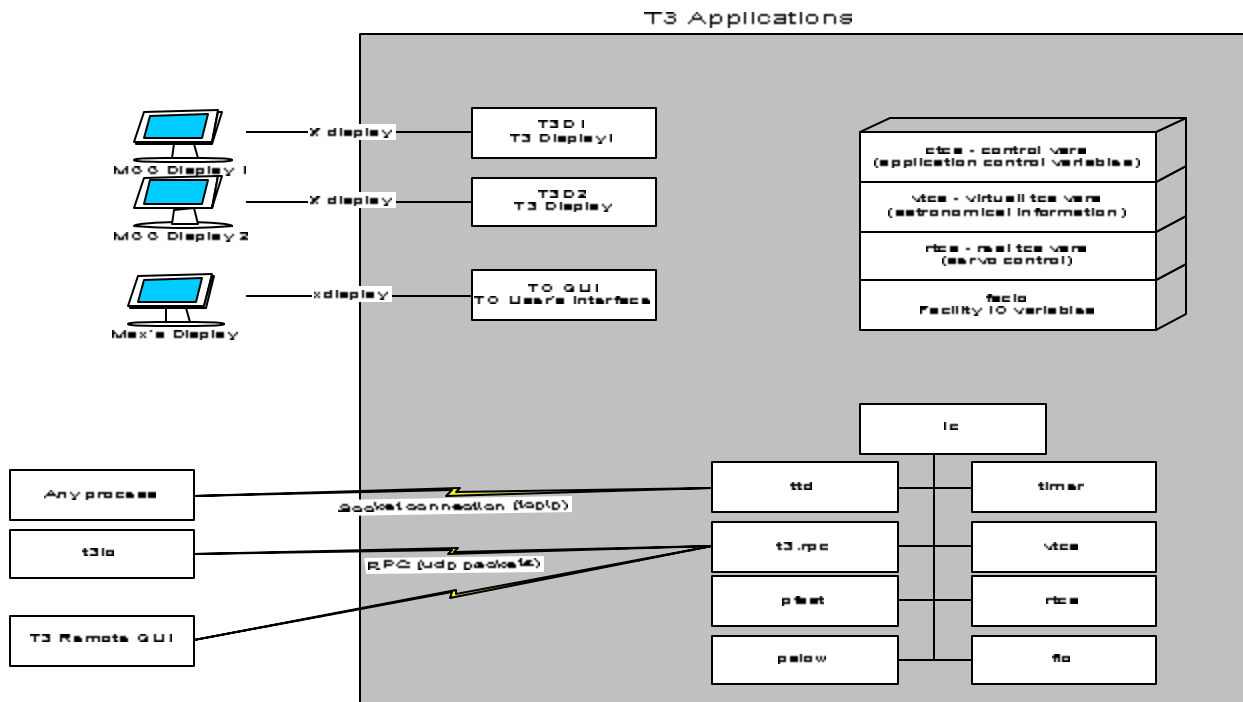 T3 Applications
X display
T3D1
T3 Display1
MCC Display 1
X display
T3D2
T3 Display
MCC Display 2
xdisplay
TO GUI
TO User's Interface
Max's Display
ctcs - control vars
(application control variables)
vtcs - virtuall tcs vars
(astronomical information )
rtcs - real tcs vars
(servo control)
facio
Facility IO variables
ic
Any process
Socket connection (tcpip)
ttd
timer
t3io
RPC (udp packets)
t3.rpc
vtcs
pfast
rtcs
T3 Remote GUI
pslow
fio